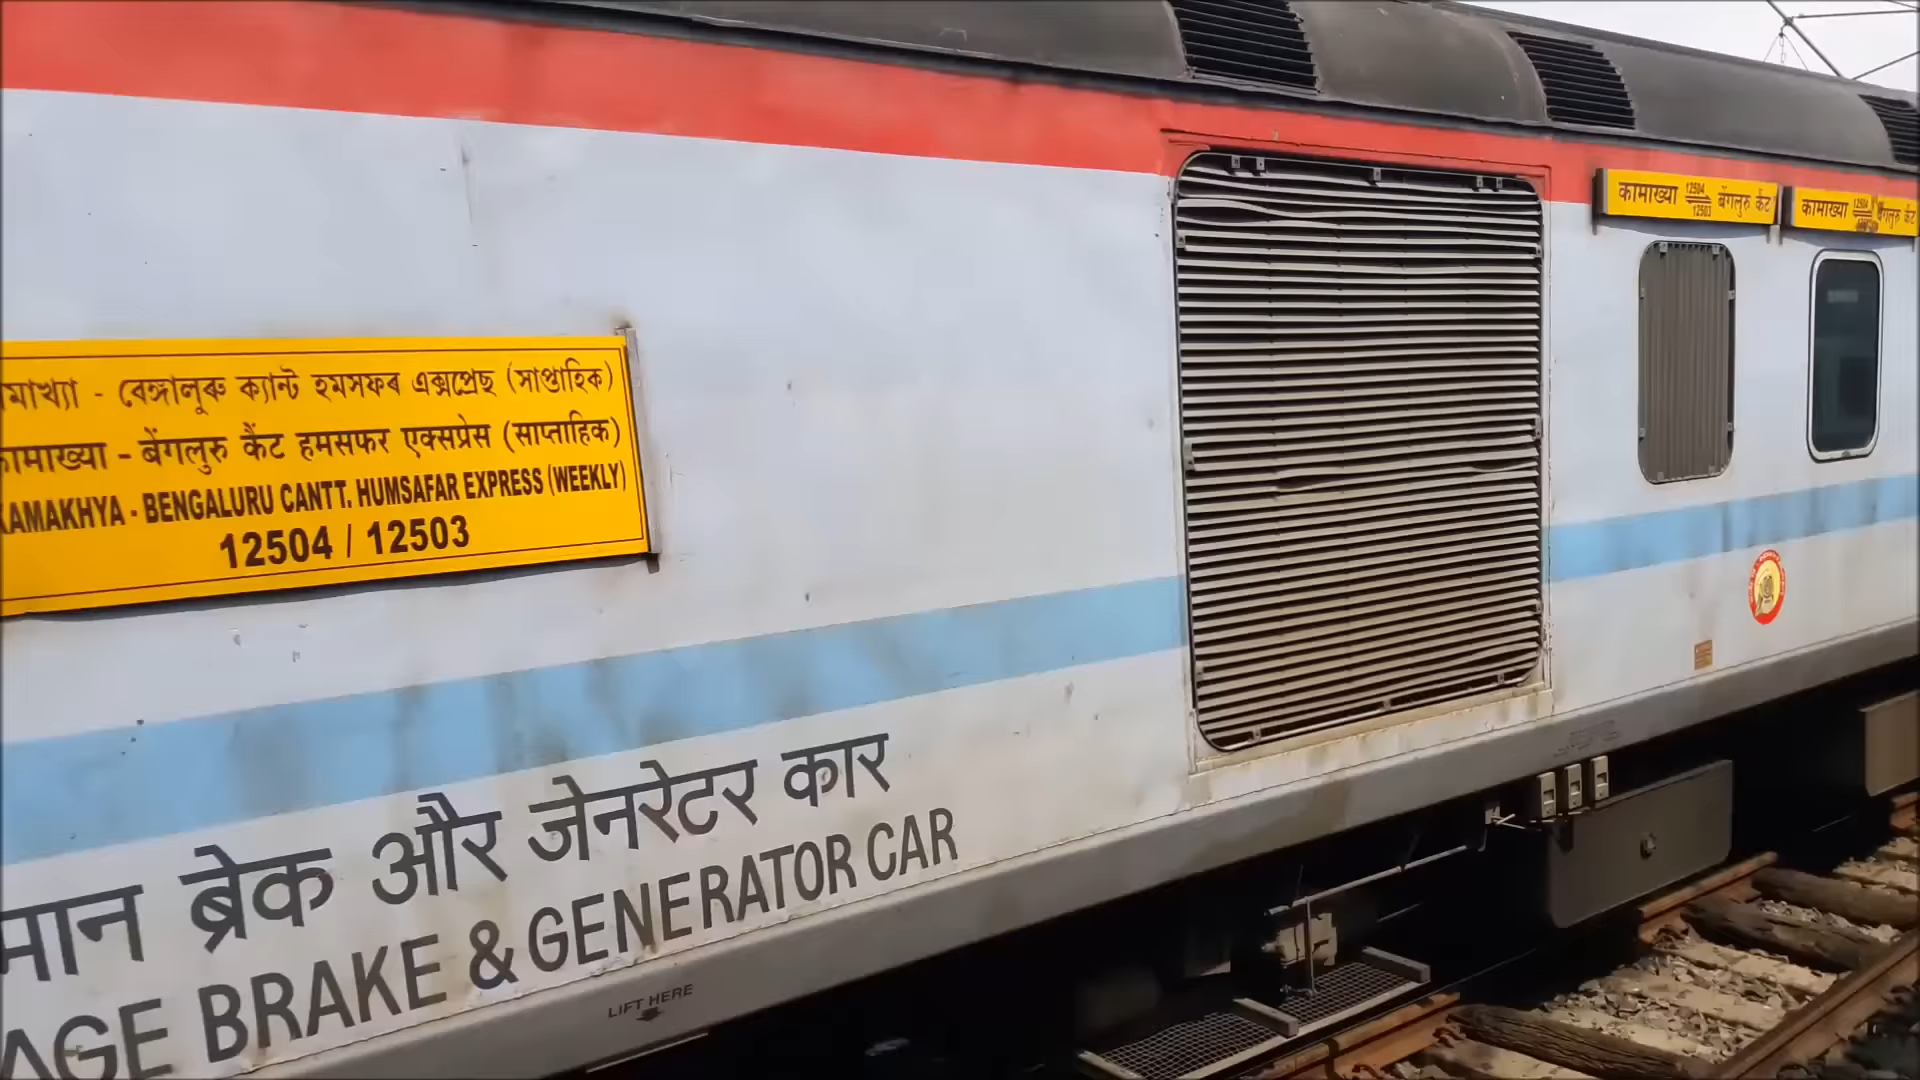 মাখ্যা - বেঙ্গালুৰু ক্যান্ট হমসফৰ এক্সপ্ৰেছ (সাপ্তাহিক)
कामाख्या - बेंगलुरु कैंट हमसफर एक्सप्रेस (साप्ताहिक)
KAMAKHYA - BENGALURU CANTT. HUMSAFAR EXPRESS (WEEKLY)
12504 / 12503
कामाख्या 12504 12503 बेंगलुरु कैंट
कामाख्या 12504 बेंगलुरु कैंट
मान ब्रेक और जेनरेटर कार
AGE BRAKE & GENERATOR CAR
LIFT HERE